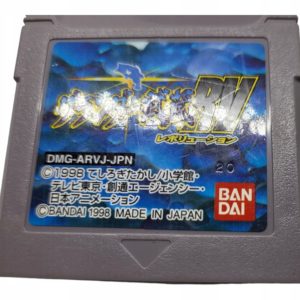 RV
レボリューション
DMG-ARVJ-JPN
20
©1998 てしろぎたかし/小学館・
テレビ東京・創通エージェンシー・
日本アニメーション
©BANDAI 1998 MADE IN JAPAN
BAN
DAI